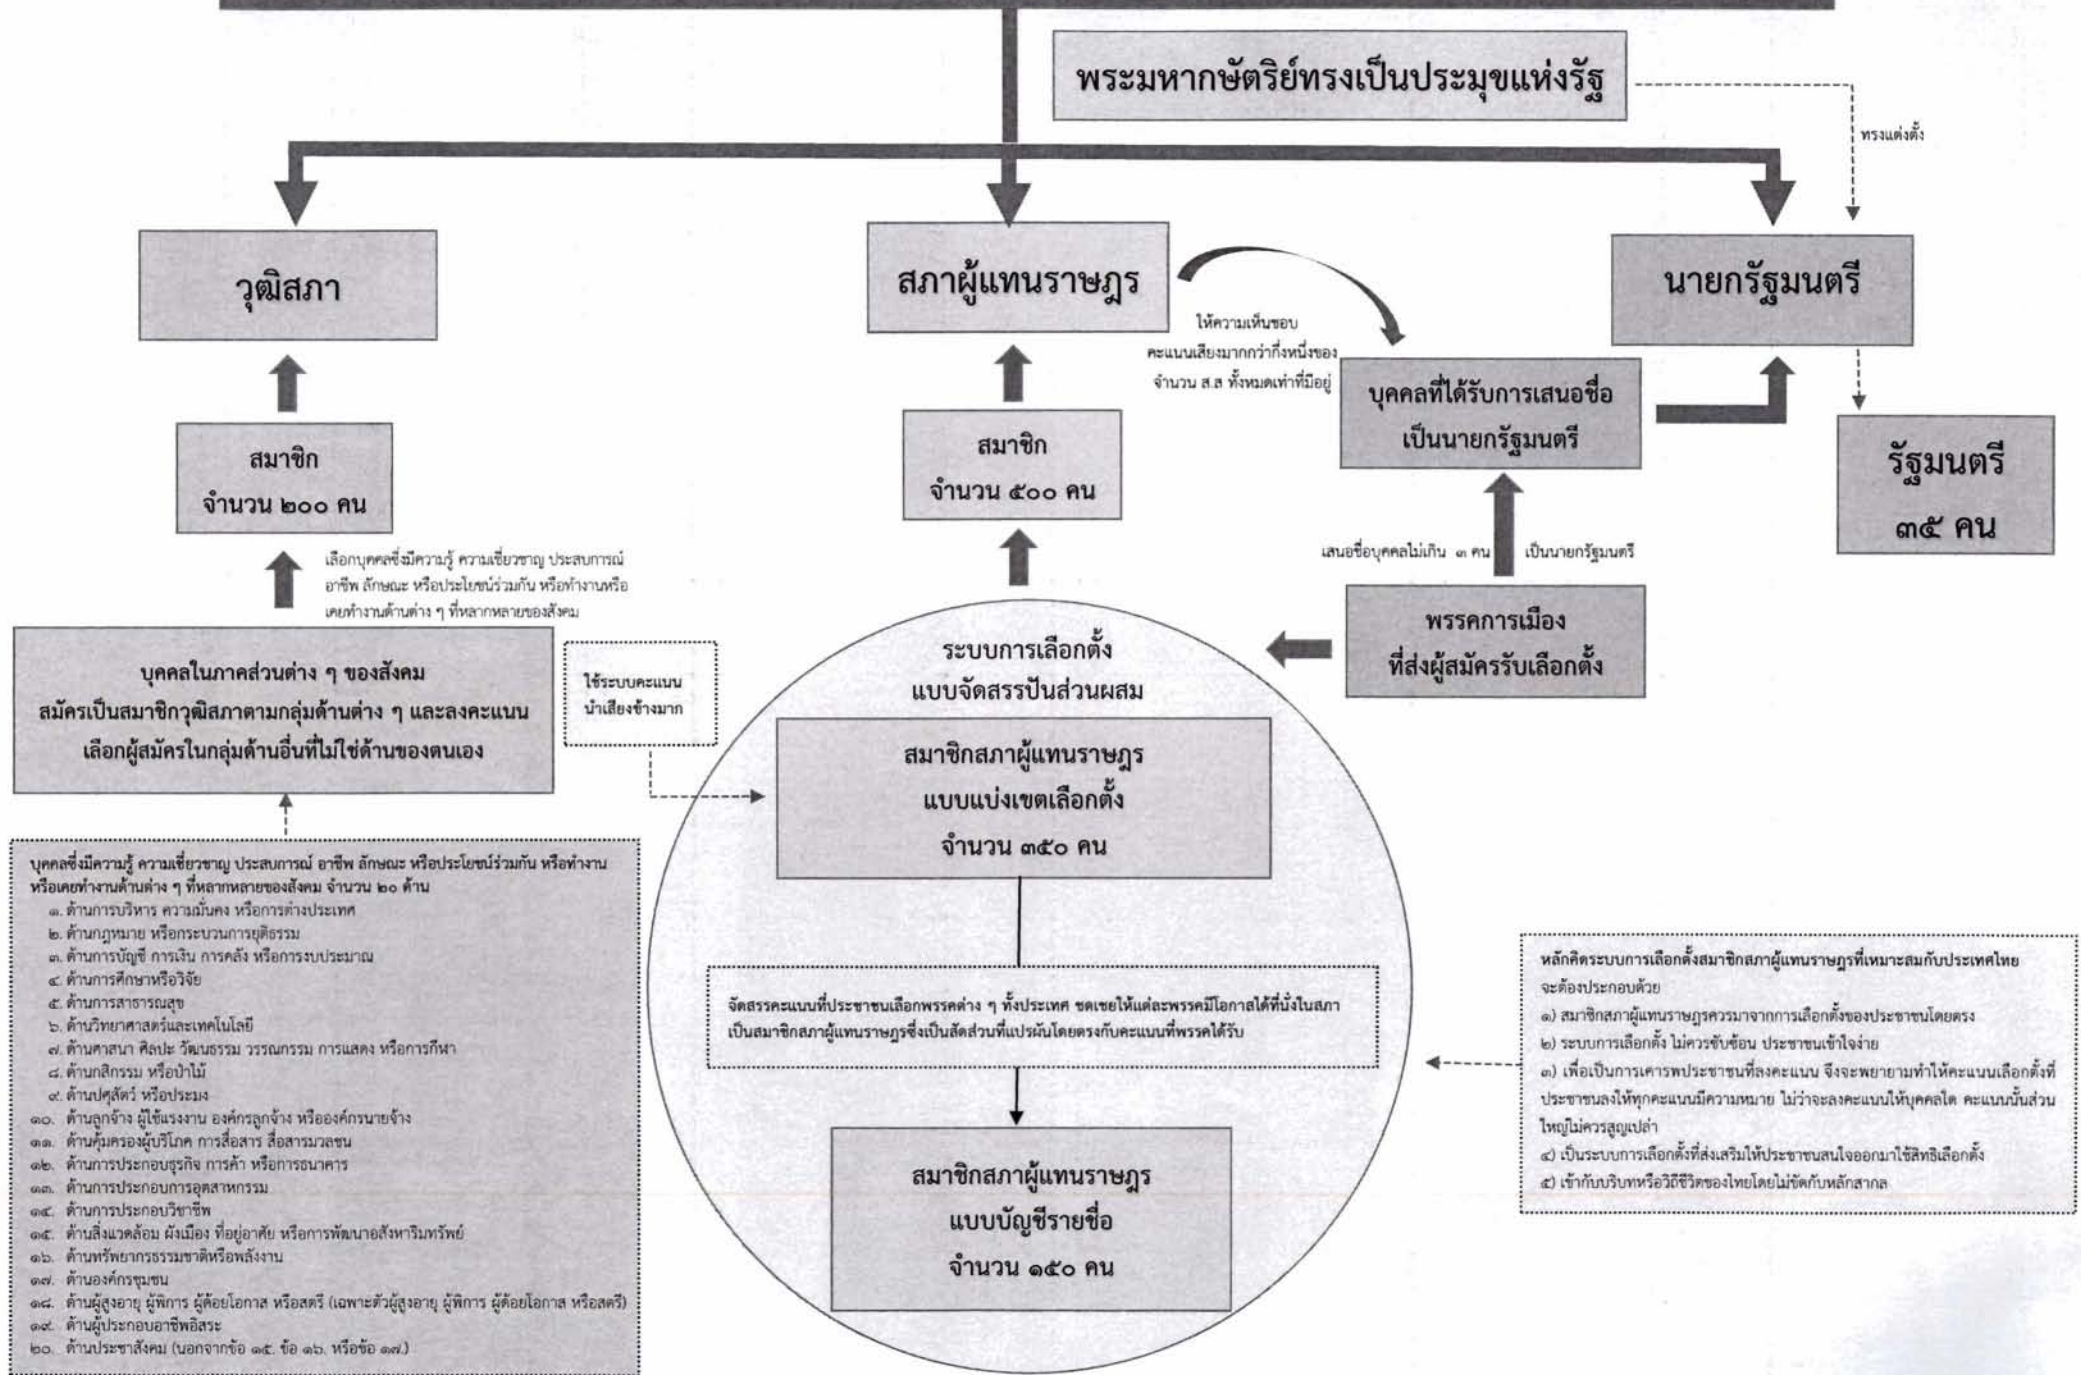 พระมหากษัตริย์ทรงเป็นประมุขแห่งรัฐ
ทรงแต่งตั้ง
วุฒิสภา
สภาผู้แทนราษฎร
นายกรัฐมนตรี
ให้ความเห็นชอบ
คะแนนเสียงมากกว่ากึ่งหนึ่งของ
จำนวน ส.ส ทั้งหมดเท่าที่มีอยู่
บุคคลที่ได้รับการเสนอชื่อ
เป็นนายกรัฐมนตรี
รัฐมนตรี
๓๕ คน
สมาชิก
จำนวน ๒๐๐ คน
สมาชิก
จำนวน ๕๐๐ คน
เสนอชื่อบุคคลไม่เกิน ๓ คน เป็นนายกรัฐมนตรี
เลือกบุคคลซึ่งมีความรู้ ความเชี่ยวชาญ ประสบการณ์
อาชีพ ลักษณะ หรือประโยชน์ร่วมกัน หรือทำงานหรือ
เคยทำงานด้านต่าง ๆ ที่หลากหลายของสังคม
พรรคการเมือง
ที่ส่งผู้สมัครรับเลือกตั้ง
บุคคลในภาคส่วนต่าง ๆ ของสังคม
สมัครเป็นสมาชิกวุฒิสภาตามกลุ่มด้านต่าง ๆ และลงคะแนน
เลือกผู้สมัครในกลุ่มด้านอื่นที่ไม่ใช่ด้านของตนเอง
ใช้ระบบคะแนน
นำเสียงข้างมาก
ระบบการเลือกตั้ง
แบบจัดสรรปันส่วนผสม
สมาชิกสภาผู้แทนราษฎร
แบบแบ่งเขตเลือกตั้ง
จำนวน ๓๕๐ คน
บุคคลซึ่งมีความรู้ ความเชี่ยวชาญ ประสบการณ์ อาชีพ ลักษณะ หรือประโยชน์ร่วมกัน หรือทำงาน
หรือเคยทำงานด้านต่าง ๆ ที่หลากหลายของสังคม จำนวน ๒๐ ด้าน
๑. ด้านการบริหาร ความมั่นคง หรือการต่างประเทศ
๒. ด้านกฎหมาย หรือกระบวนการยุติธรรม
๓. ด้านการบัญชี การเงิน การคลัง หรือการงบประมาณ
๔. ด้านการศึกษาหรือวิจัย
๕. ด้านการสาธารณสุข
๖. ด้านวิทยาศาสตร์และเทคโนโลยี
๗. ด้านศาสนา ศิลปะ วัฒนธรรม วรรณกรรม การแสดง หรือการกีฬา
๘. ด้านกสิกรรม หรือป่าไม้
๙. ด้านปศุสัตว์ หรือประมง
๑๐. ด้านลูกจ้าง ผู้ใช้แรงงาน องค์กรลูกจ้าง หรือองค์กรนายจ้าง
๑๑. ด้านคุ้มครองผู้บริโภค การสื่อสาร สื่อสารมวลชน
๑๒. ด้านการประกอบธุรกิจ การค้า หรือการธนาคาร
๑๓. ด้านการประกอบการอุตสาหกรรม
๑๔. ด้านการประกอบวิชาชีพ
๑๕. ด้านสิ่งแวดล้อม ผังเมือง ที่อยู่อาศัย หรือการพัฒนาอสังหาริมทรัพย์
๑๖. ด้านทรัพยากรธรรมชาติหรือพลังงาน
๑๗. ด้านองค์กรชุมชน
๑๘. ด้านผู้สูงอายุ ผู้พิการ ผู้ด้อยโอกาส หรือสตรี (เฉพาะตัวผู้สูงอายุ ผู้พิการ ผู้ด้อยโอกาส หรือสตรี)
๑๙. ด้านผู้ประกอบอาชีพอิสระ
๒๐. ด้านประชาสังคม (นอกจากข้อ ๑๕. ข้อ ๑๖. หรือข้อ ๑๗.)
จัดสรรคะแนนที่ประชาชนเลือกพรรคต่าง ๆ ทั้งประเทศ ชดเชยให้แต่ละพรรคมีโอกาสได้ที่นั่งในสภา
เป็นสมาชิกสภาผู้แทนราษฎรซึ่งเป็นสัดส่วนที่แปรผันโดยตรงกับคะแนนที่พรรคได้รับ
สมาชิกสภาผู้แทนราษฎร
แบบบัญชีรายชื่อ
จำนวน ๑๕๐ คน
หลักคิดระบบการเลือกตั้งสมาชิกสภาผู้แทนราษฎรที่เหมาะสมกับประเทศไทย
จะต้องประกอบด้วย
๑) สมาชิกสภาผู้แทนราษฎรควรมาจากการเลือกตั้งของประชาชนโดยตรง
๒) ระบบการเลือกตั้ง ไม่ควรซับซ้อน ประชาชนเข้าใจง่าย
๓) เพื่อเป็นการเคารพประชาชนที่ลงคะแนน จึงจะพยายามทำให้คะแนนเลือกตั้งที่
ประชาชนลงให้ทุกคะแนนมีความหมาย ไม่ว่าจะลงคะแนนให้บุคคลใด คะแนนนั้นส่วน
ใหญ่ไม่ควรสูญเปล่า
๔) เป็นระบบการเลือกตั้งที่ส่งเสริมให้ประชาชนสนใจออกมาใช้สิทธิเลือกตั้ง
๕) เข้ากับบริบทหรือวิถีชีวิตของไทยโดยไม่ขัดกับหลักสากล